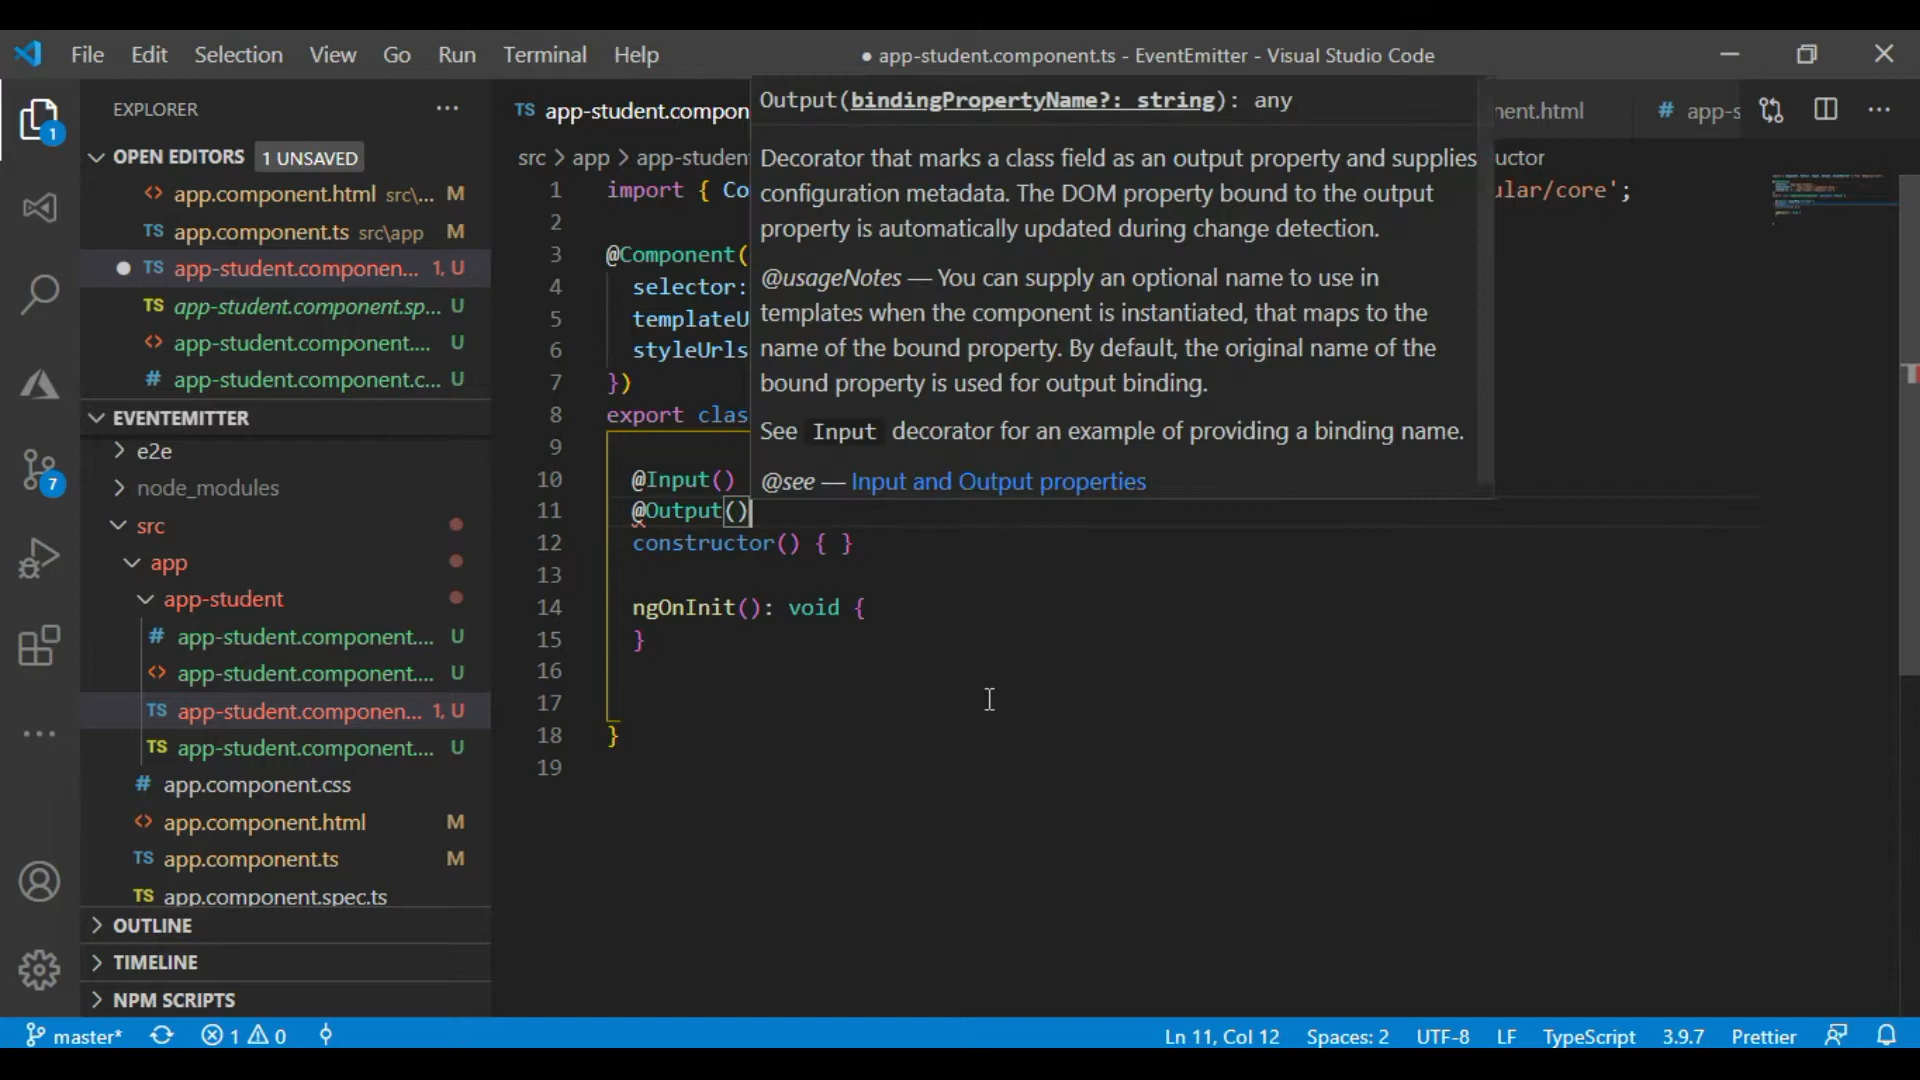 File Edit Selection View Go Run Terminal Help
● app-student.component.ts - EventEmitter - Visual Studio Code
EXPLORER ···
OPEN EDITORS 1 UNSAVED
<> app.component.html src\... M
TS app.component.ts src\app M
● TS app-student.componen... 1, U
TS app-student.component.sp... U
<> app-student.component.... U
# app-student.component.c... U
EVENTEMITTER
e2e
node_modules
src
app
app-student
# app-student.component.... U
<> app-student.component.... U
TS app-student.componen... 1, U
TS app-student.component.... U
# app.component.css
<> app.component.html M
TS app.component.ts M
TS app.component.spec.ts
OUTLINE
TIMELINE
NPM SCRIPTS
1
7
TS app-student.compon
nent.html # app-s
src > app > app-studen
uctor
1 import { Co
ular/core';
2
3 @Component(
4 selector:
5 templateU
6 styleUrls
7 })
8 export clas
9
10 @Input()
11 @Output()
12 constructor() { }
13
14 ngOnInit(): void {
15 }
16
17
18 }
19
Output(bindingPropertyName?: string): any
Decorator that marks a class field as an output property and supplies
configuration metadata. The DOM property bound to the output
property is automatically updated during change detection.
@usageNotes — You can supply an optional name to use in
templates when the component is instantiated, that maps to the
name of the bound property. By default, the original name of the
bound property is used for output binding.
See Input decorator for an example of providing a binding name.
@see — Input and Output properties
master* 1 0
Ln 11, Col 12 Spaces: 2 UTF-8 LF TypeScript 3.9.7 Prettier